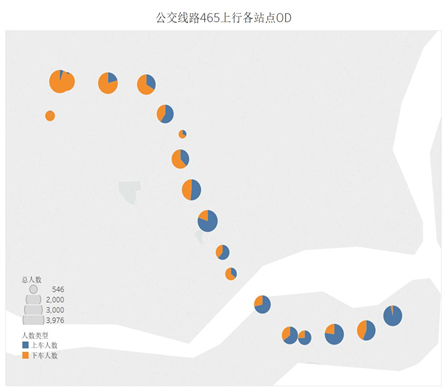 公交线路465上行各站点OD
总人数
546
2,000
3,000
3,976
人数类型
上车人数
下车人数